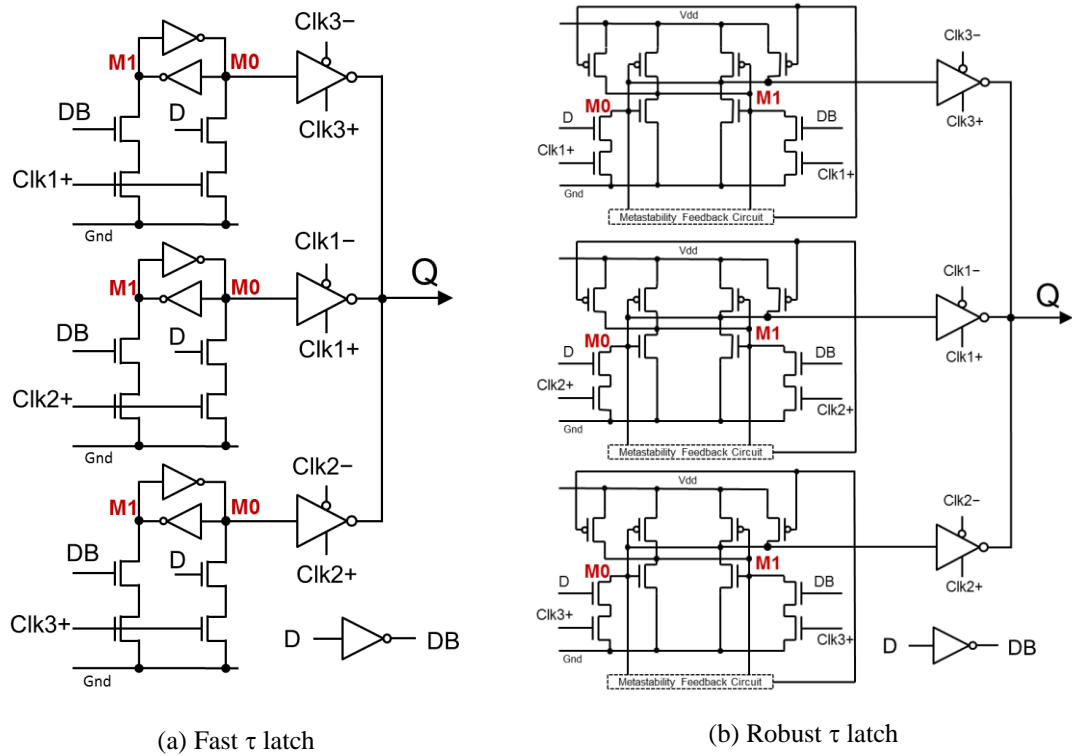 Clk3−
M1
M0
DB
D
Clk3+
Clk1+
Gnd
Clk1−
M1
M0
Q
DB
D
Clk1+
Clk2+
Gnd
Clk2−
M1
M0
DB
D
Clk2+
Clk3+
D
DB
Gnd
(a) Fast τ latch
Vdd
Clk3−
M0
M1
D
DB
Clk3+
Clk1+
Clk1+
Gnd
Metastability Feedback Circuit
Vdd
Clk1−
Q
M0
M1
D
DB
Clk1+
Clk2+
Clk2+
Gnd
Metastability Feedback Circuit
Vdd
Clk2-
M0
M1
D
DB
Clk2+
Clk3+
Clk3+
D
DB
Gnd
Metastability Feedback Circuit
(b) Robust τ latch